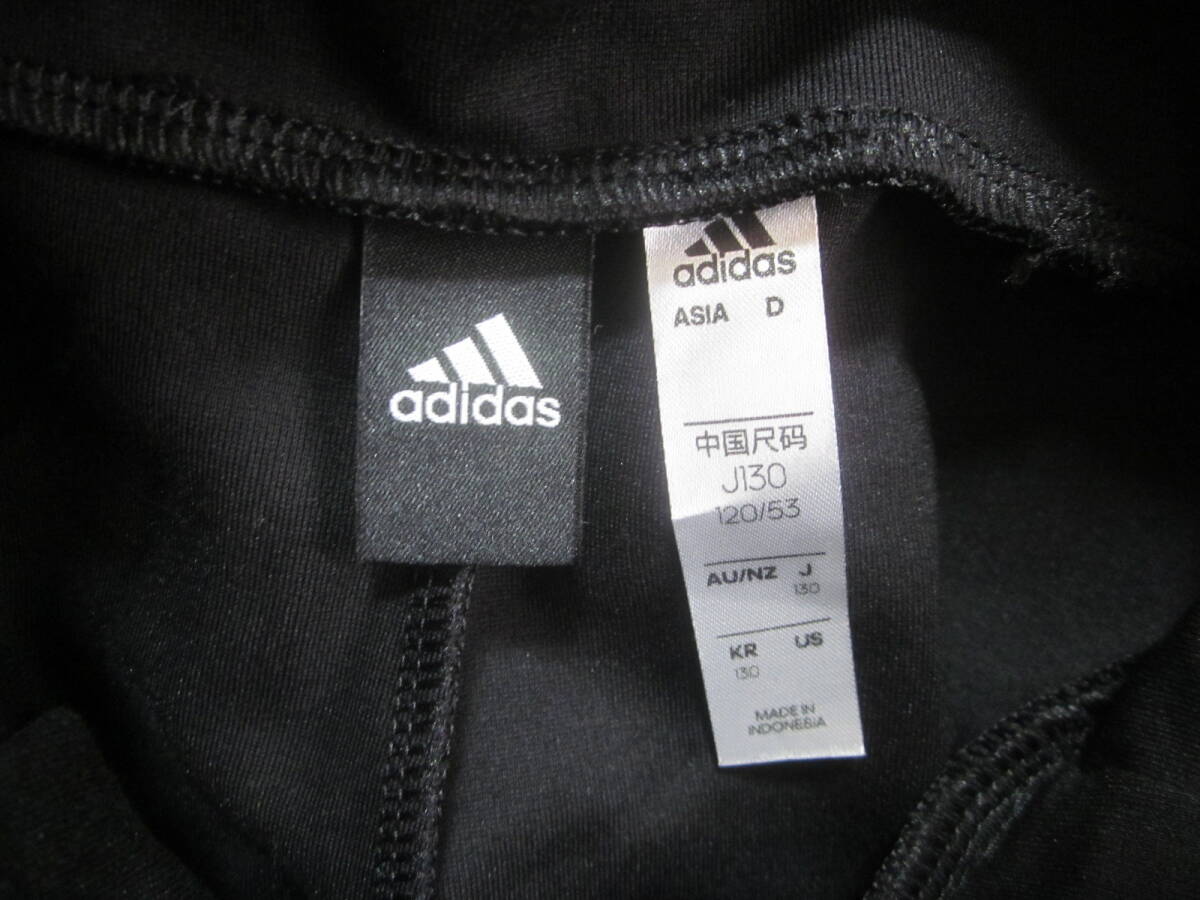 adidas
adidas
ASIA D
中国尺码
J130
120/53
AU/NZ J
130
KR US
130
MADE IN
INDONESIA